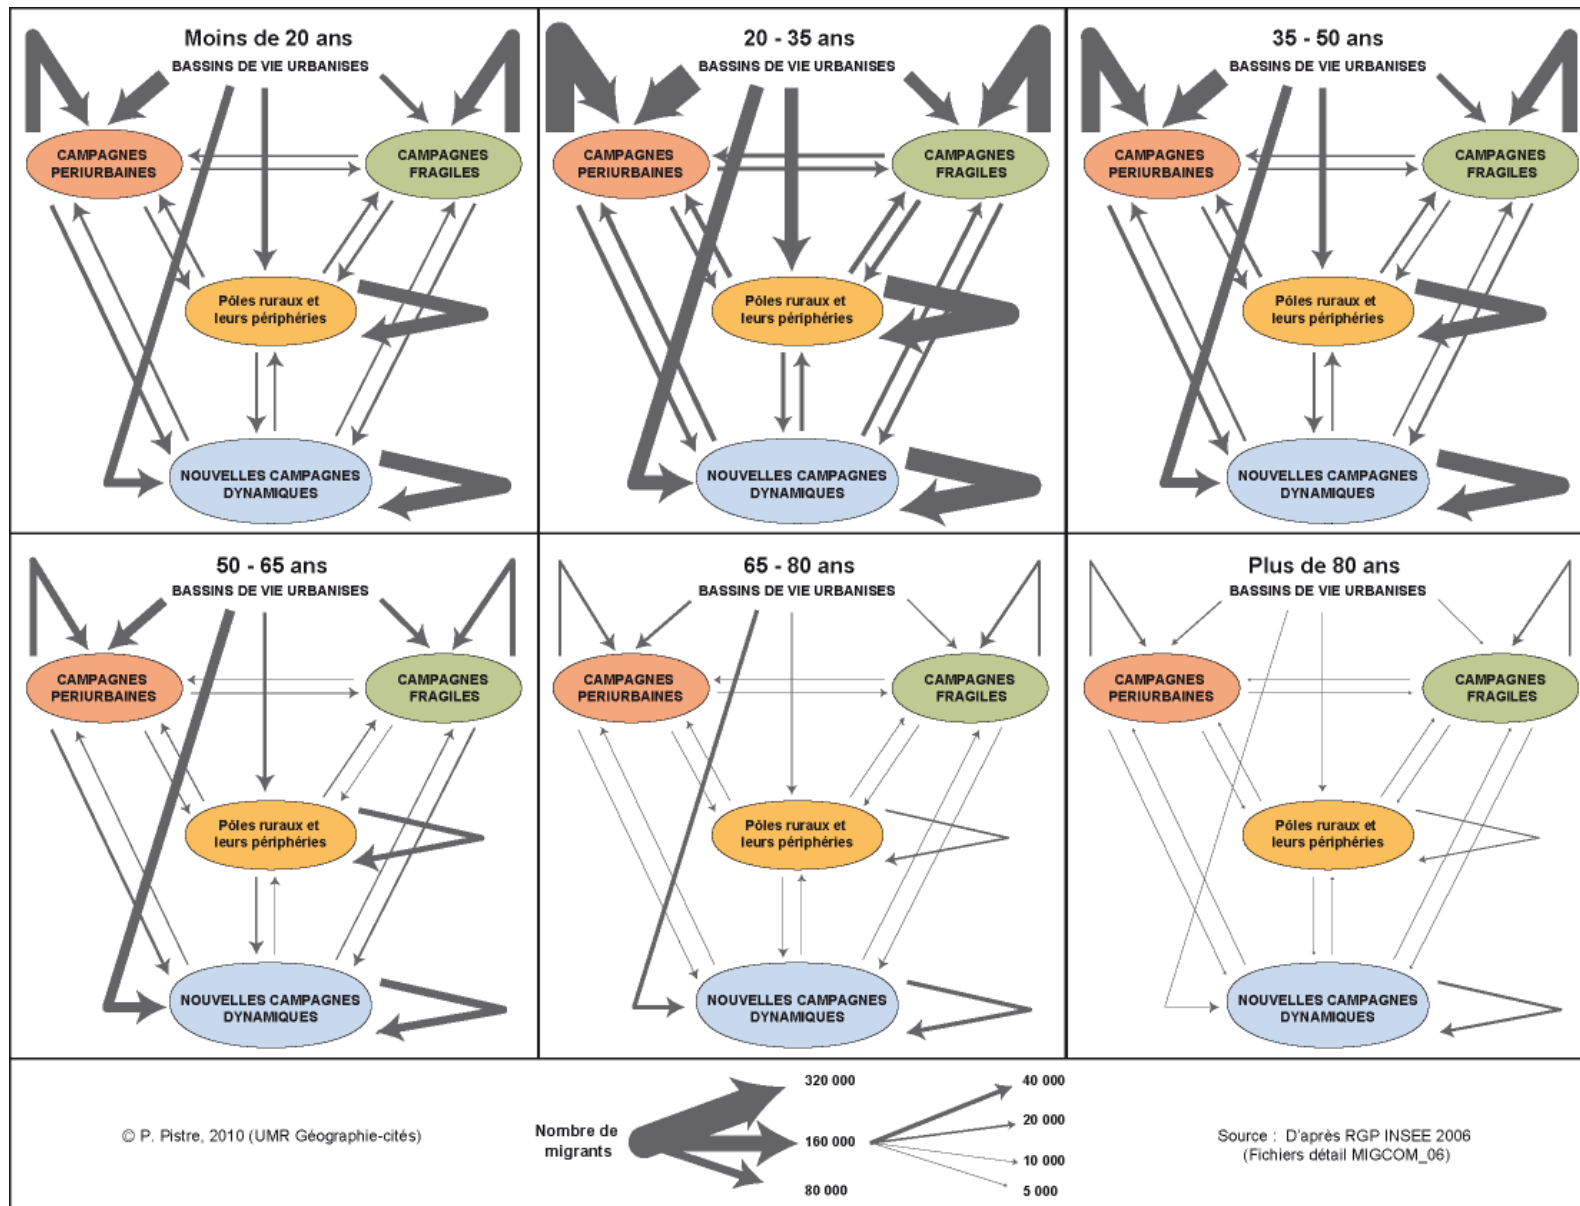 Moins de 20 ans
BASSINS DE VIE URBANISES
CAMPAGNES
PERIURBAINES
CAMPAGNES
FRAGILES
Pôles ruraux et
leurs périphéries
NOUVELLES CAMPAGNES
DYNAMIQUES
20 - 35 ans
BASSINS DE VIE URBANISES
CAMPAGNES
PERIURBAINES
CAMPAGNES
FRAGILES
Pôles ruraux et
leurs périphéries
NOUVELLES CAMPAGNES
DYNAMIQUES
35 - 50 ans
BASSINS DE VIE URBANISES
CAMPAGNES
PERIURBAINES
CAMPAGNES
FRAGILES
Pôles ruraux et
leurs périphéries
NOUVELLES CAMPAGNES
DYNAMIQUES
50 - 65 ans
BASSINS DE VIE URBANISES
CAMPAGNES
PERIURBAINES
CAMPAGNES
FRAGILES
Pôles ruraux et
leurs périphéries
NOUVELLES CAMPAGNES
DYNAMIQUES
65 - 80 ans
BASSINS DE VIE URBANISES
CAMPAGNES
PERIURBAINES
CAMPAGNES
FRAGILES
Pôles ruraux et
leurs périphéries
NOUVELLES CAMPAGNES
DYNAMIQUES
Plus de 80 ans
BASSINS DE VIE URBANISES
CAMPAGNES
PERIURBAINES
CAMPAGNES
FRAGILES
Pôles ruraux et
leurs périphéries
NOUVELLES CAMPAGNES
DYNAMIQUES
© P. Pistre, 2010 (UMR Géographie-cités)
Nombre de
migrants
320 000
160 000
80 000
40 000
20 000
10 000
5 000
Source : D'après RGP INSEE 2006
(Fichiers détail MIGCOM_06)